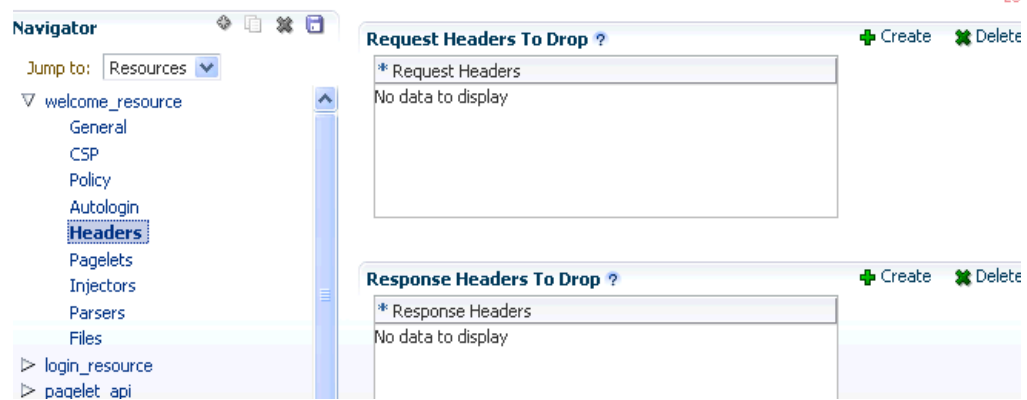 Navigator
Jump to: Resources
welcome_resource
General
CSP
Policy
Autologin
Headers
Pagelets
Injectors
Parsers
Files
login_resource
pagelet_api
Request Headers To Drop ?
Create Delete
* Request Headers
No data to display
Response Headers To Drop ?
Create Delete
* Response Headers
No data to display